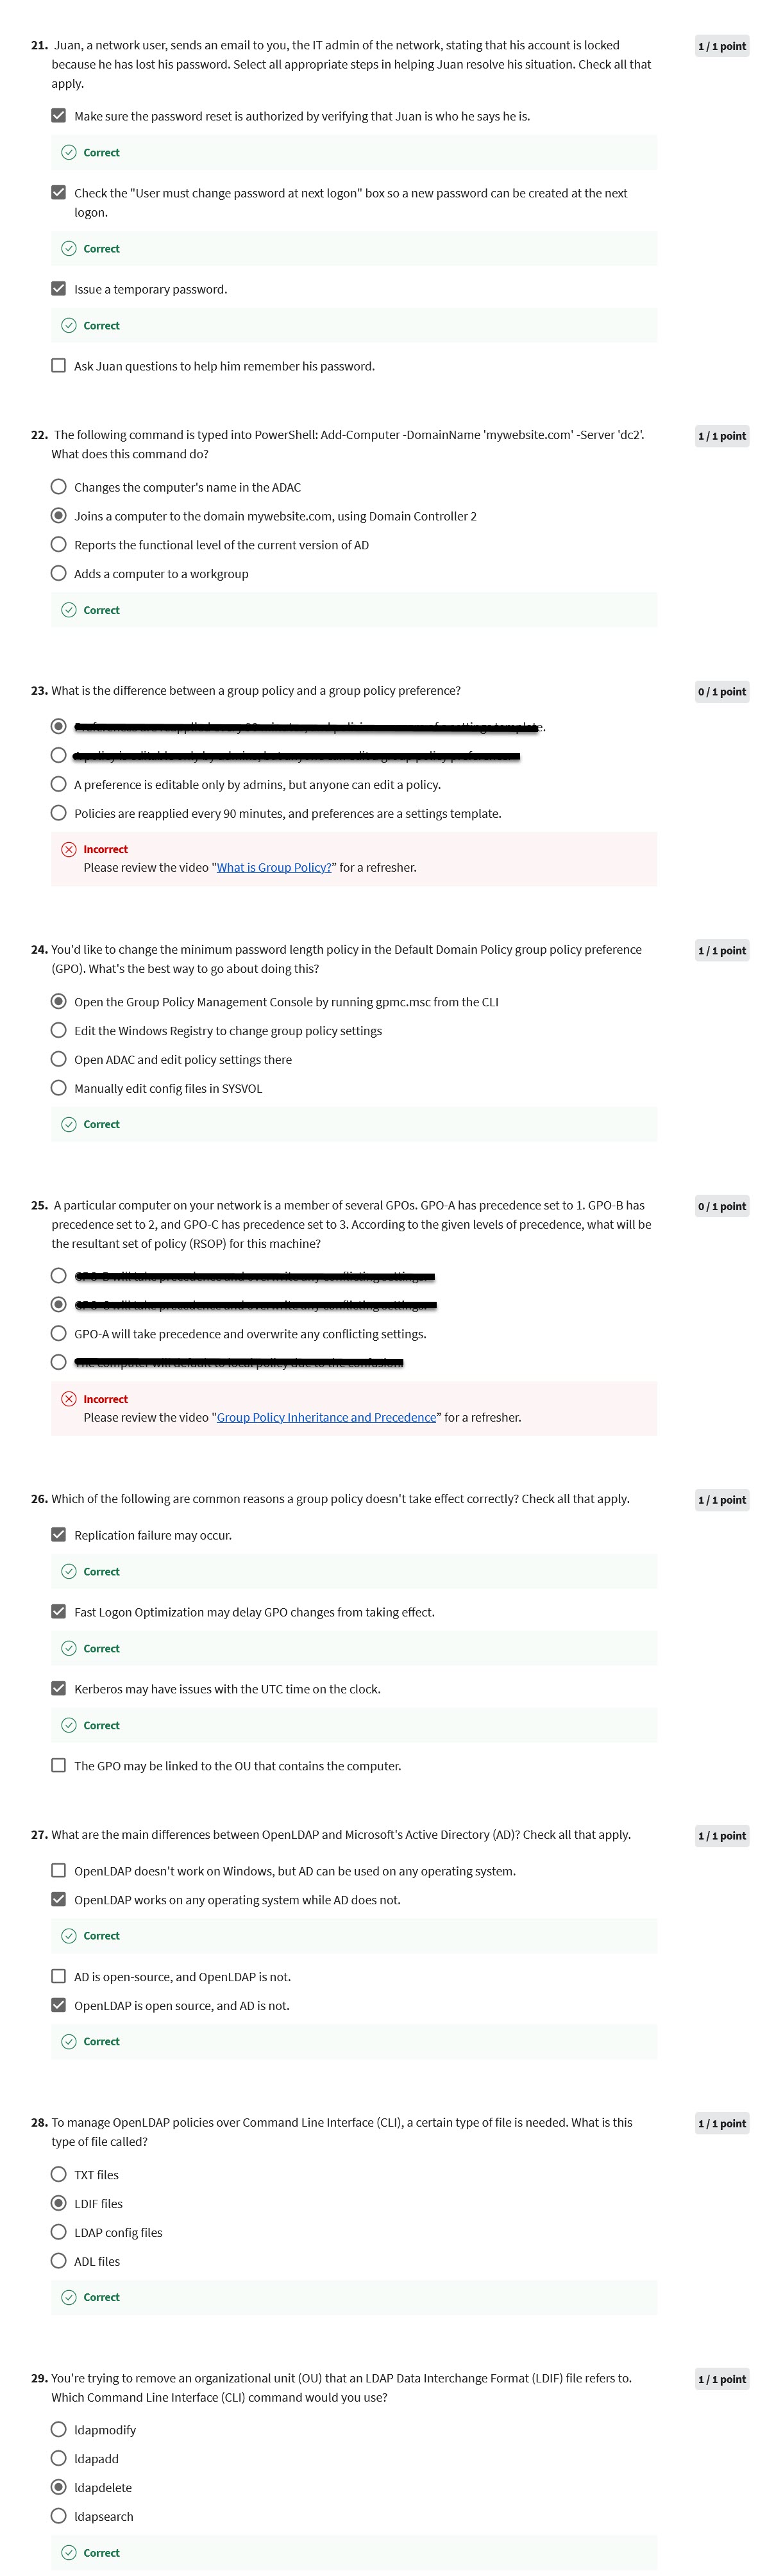 21. Juan, a network user, sends an email to you, the IT admin of the network, stating that his account is locked
1 / 1 point
because he has lost his password. Select all appropriate steps in helping Juan resolve his situation. Check all that
apply.
Make sure the password reset is authorized by verifying that Juan is who he says he is.
Correct
Check the "User must change password at next logon" box so a new password can be created at the next
logon.
Correct
Issue a temporary password.
Correct
Ask Juan questions to help him remember his password.
22. The following command is typed into PowerShell: Add-Computer -DomainName 'mywebsite.com' -Server 'dc2'.
1 / 1 point
What does this command do?
Changes the computer's name in the ADAC
Joins a computer to the domain mywebsite.com, using Domain Controller 2
Reports the functional level of the current version of AD
Adds a computer to a workgroup
Correct
23. What is the difference between a group policy and a group policy preference?
0 / 1 point
A preference is editable only by admins, but anyone can edit a policy.
Policies are reapplied every 90 minutes, and preferences are a settings template.
Incorrect
Please review the video "What is Group Policy?” for a refresher.
24. You'd like to change the minimum password length policy in the Default Domain Policy group policy preference
1 / 1 point
(GPO). What's the best way to go about doing this?
Open the Group Policy Management Console by running gpmc.msc from the CLI
Edit the Windows Registry to change group policy settings
Open ADAC and edit policy settings there
Manually edit config files in SYSVOL
Correct
25. A particular computer on your network is a member of several GPOs. GPO-A has precedence set to 1. GPO-B has
0 / 1 point
precedence set to 2, and GPO-C has precedence set to 3. According to the given levels of precedence, what will be
the resultant set of policy (RSOP) for this machine?
GPO-A will take precedence and overwrite any conflicting settings.
Incorrect
Please review the video "Group Policy Inheritance and Precedence” for a refresher.
26. Which of the following are common reasons a group policy doesn't take effect correctly? Check all that apply.
1 / 1 point
Replication failure may occur.
Correct
Fast Logon Optimization may delay GPO changes from taking effect.
Correct
Kerberos may have issues with the UTC time on the clock.
Correct
The GPO may be linked to the OU that contains the computer.
27. What are the main differences between OpenLDAP and Microsoft's Active Directory (AD)? Check all that apply.
1 / 1 point
OpenLDAP doesn't work on Windows, but AD can be used on any operating system.
OpenLDAP works on any operating system while AD does not.
Correct
AD is open-source, and OpenLDAP is not.
OpenLDAP is open source, and AD is not.
Correct
28. To manage OpenLDAP policies over Command Line Interface (CLI), a certain type of file is needed. What is this
1 / 1 point
type of file called?
TXT files
LDIF files
LDAP config files
ADL files
Correct
29. You're trying to remove an organizational unit (OU) that an LDAP Data Interchange Format (LDIF) file refers to.
1 / 1 point
Which Command Line Interface (CLI) command would you use?
ldapmodify
ldapadd
ldapdelete
ldapsearch
Correct